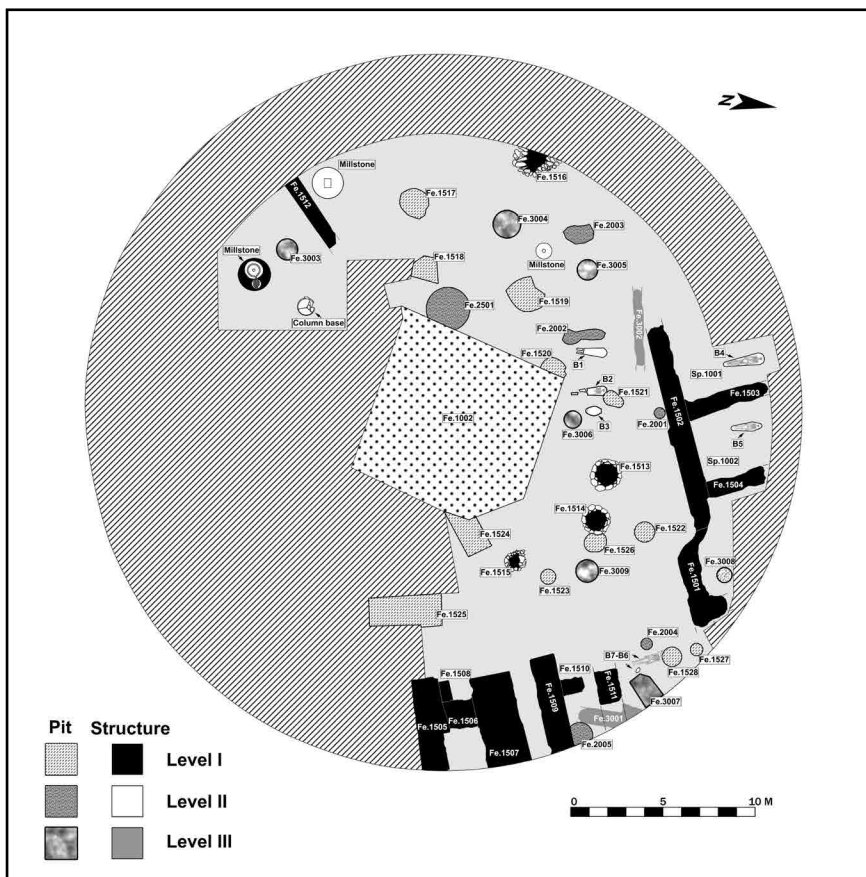 N
Millstone
Fe.1516
Fe.1512
Fe.1517
Fe.3004
Fe.2003
Millstone
Fe.3003
Fe.1518
Millstone
Fe.3005
Fe.1519
Column base
Fe.2501
Fe.3002
Fe.2002
Fe.1520
B1
B4
Sp.1001
B2
Fe.1521
Fe.1503
Fe.1502
Fe.1002
B3
Fe.3006
Fe.2001
B5
Fe.1513
Sp.1002
Fe.1504
Fe.1514
Fe.1524
Fe.1522
Fe.1526
Fe.1515
Fe.3008
Fe.1501
Fe.1523
Fe.3009
Fe.1525
Fe.2004
B7-B6
Fe.1527
Fe.1528
Fe.1508
Fe.1510
Fe.1511
Fe.3007
Fe.1509
Fe.1505
Fe.1506
Fe.3001
Fe.1507
Fe.2005
Pit Structure
Level I
Level II
Level III
0 5 10 M